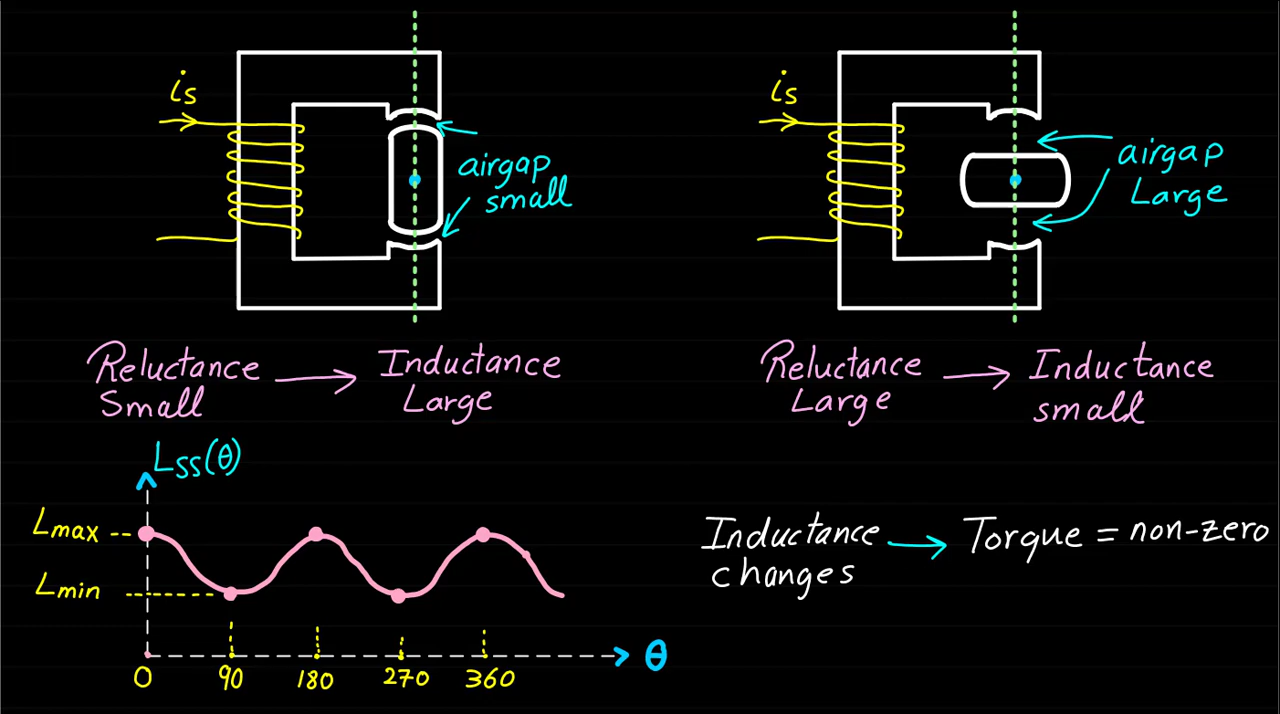 is
airgap
small
is
airgap
Large
Reluctance → Inductance
Small Large
Reluctance → Inductance
Large small
Lss(θ)
Lmax
Lmin
0 90 180 270 360 θ
Inductance → Torque = non-zero
changes